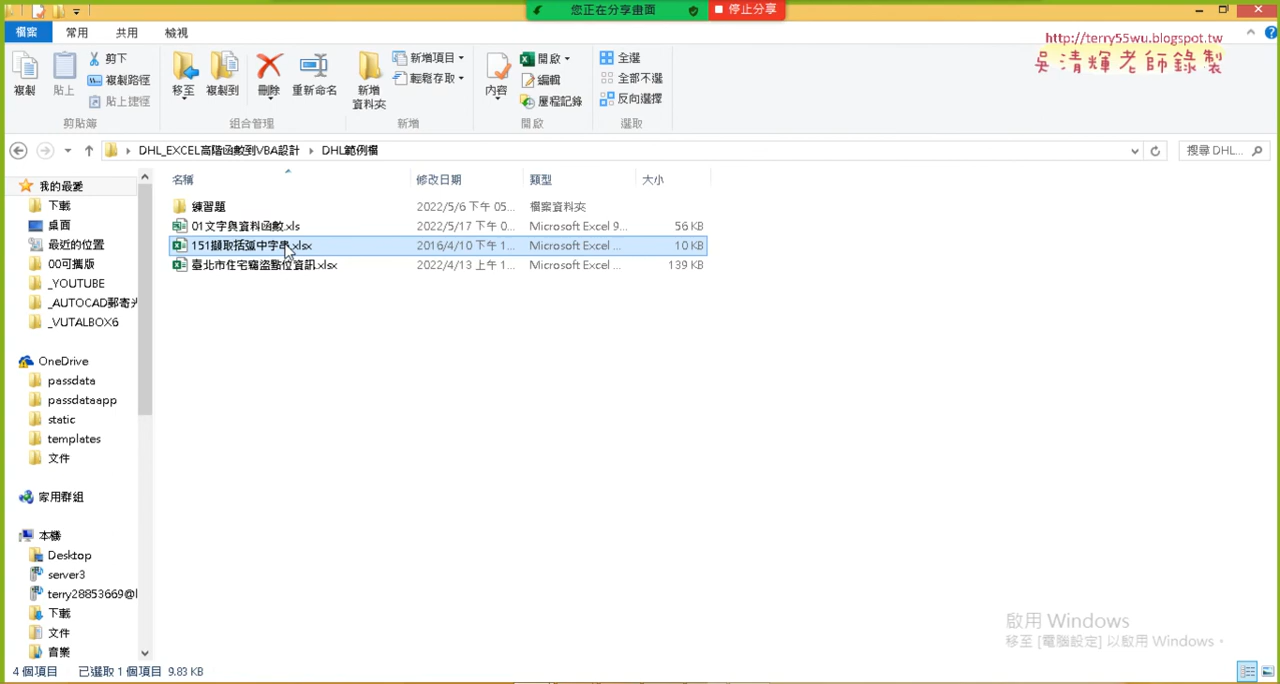 您正在分享畫面
停止分享
檔案 常用 共用 檢視
http://terry55wu.blogspot.tw
吳清輝老師錄製
複製 貼上 剪下 複製路徑 貼上捷徑
剪貼簿
移至 複製到 刪除 重新命名
組合管理
新增資料夾 新增項目 輕鬆存取
新增
內容 開啟 編輯 歷程記錄
開啟
全選 全部不選 反向選擇
選取
DHL_EXCEL高階函數到VBA設計 DHL範例檔
搜尋 DHL...
名稱 修改日期 類型 大小
練習題 2022/5/6 下午 05... 檔案資料夾
01文字與資料函數.xls 2022/5/17 下午 0... Microsoft Excel 9... 56 KB
151擷取括弧中字串.xlsx 2016/4/10 下午 1... Microsoft Excel ... 10 KB
臺北市住宅竊盜點位資訊.xlsx 2022/4/13 上午 1... Microsoft Excel ... 139 KB
我的最愛
下載
桌面
最近的位置
00可攜版
_YOUTUBE
_AUTOCAD郵寄光
_VUTALBOX6
OneDrive
passdata
passdataapp
static
templates
文件
家用群組
本機
Desktop
server3
terry28853669@l
下載
文件
音樂
啟用 Windows
移至 [電腦設定] 以啟用 Windows。
4 個項目 已選取 1 個項目 9.83 KB